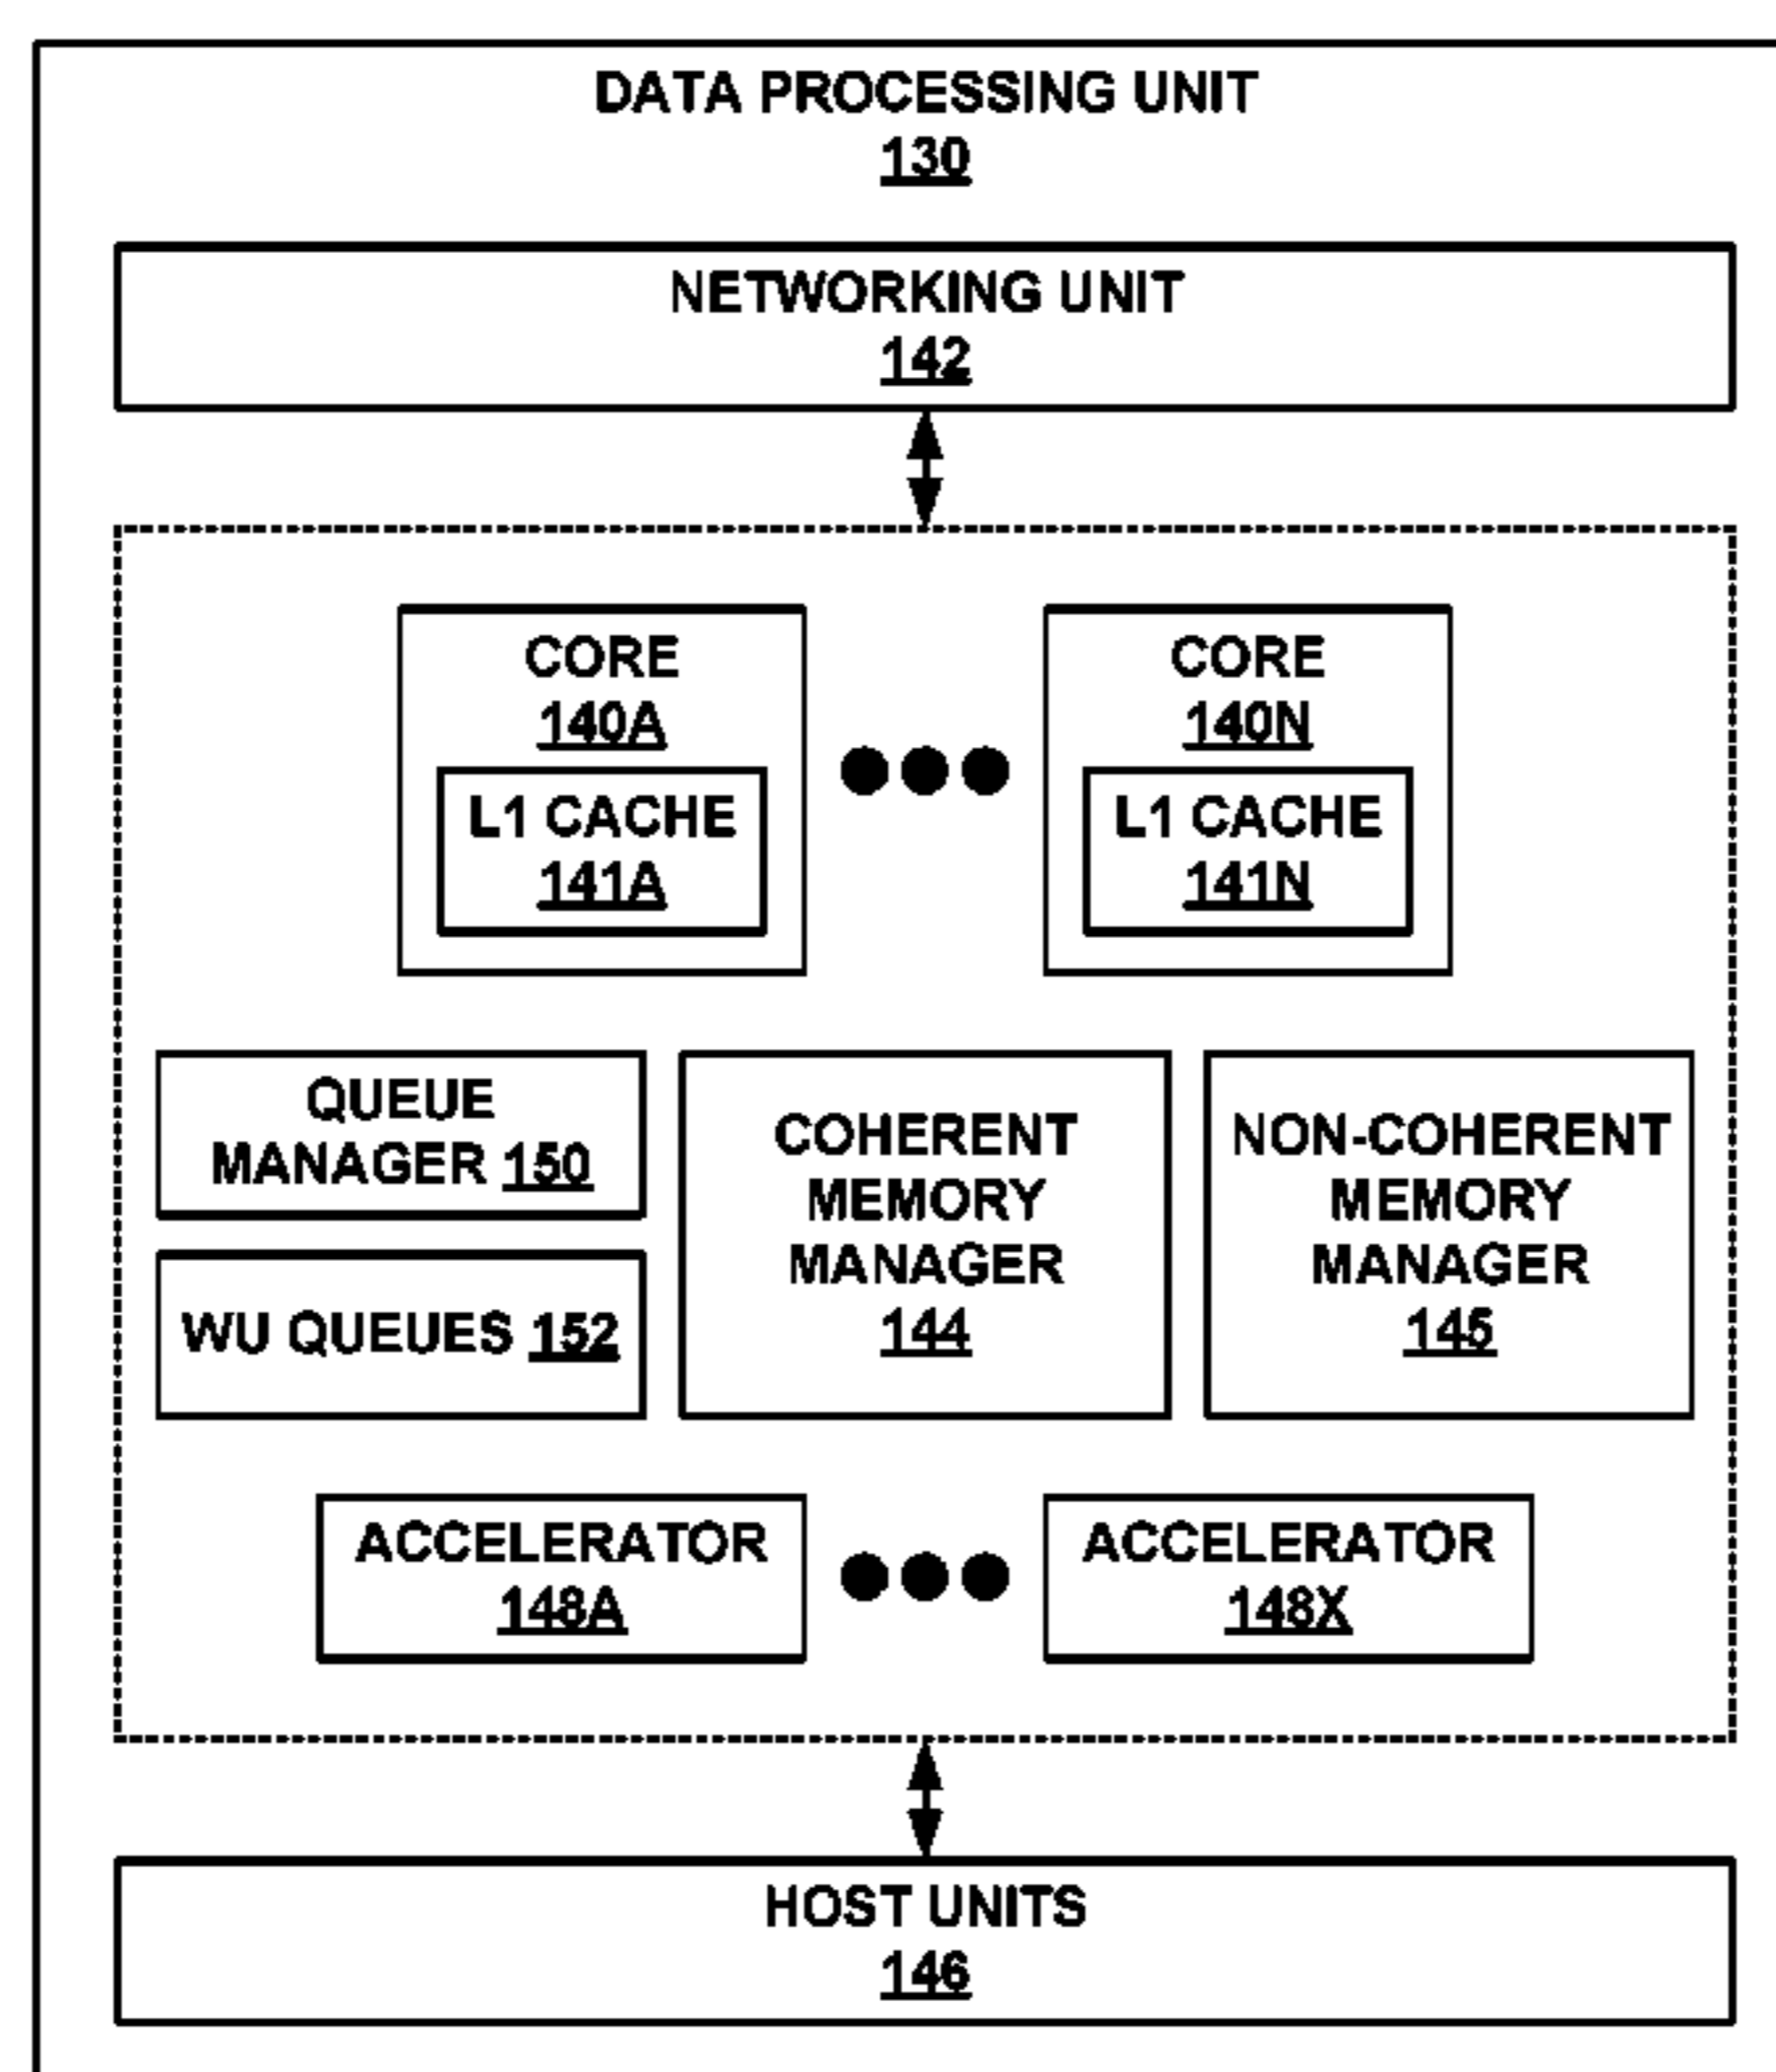 DATA PROCESSING UNIT
130
NETWORKING UNIT
142
CORE
140A
L1 CACHE
141A
CORE
140N
L1 CACHE
141N
QUEUE
MANAGER 150
WU QUEUES 152
COHERENT
MEMORY
MANAGER
144
NON-COHERENT
MEMORY
MANAGER
145
ACCELERATOR
148A
ACCELERATOR
148X
HOST UNITS
146